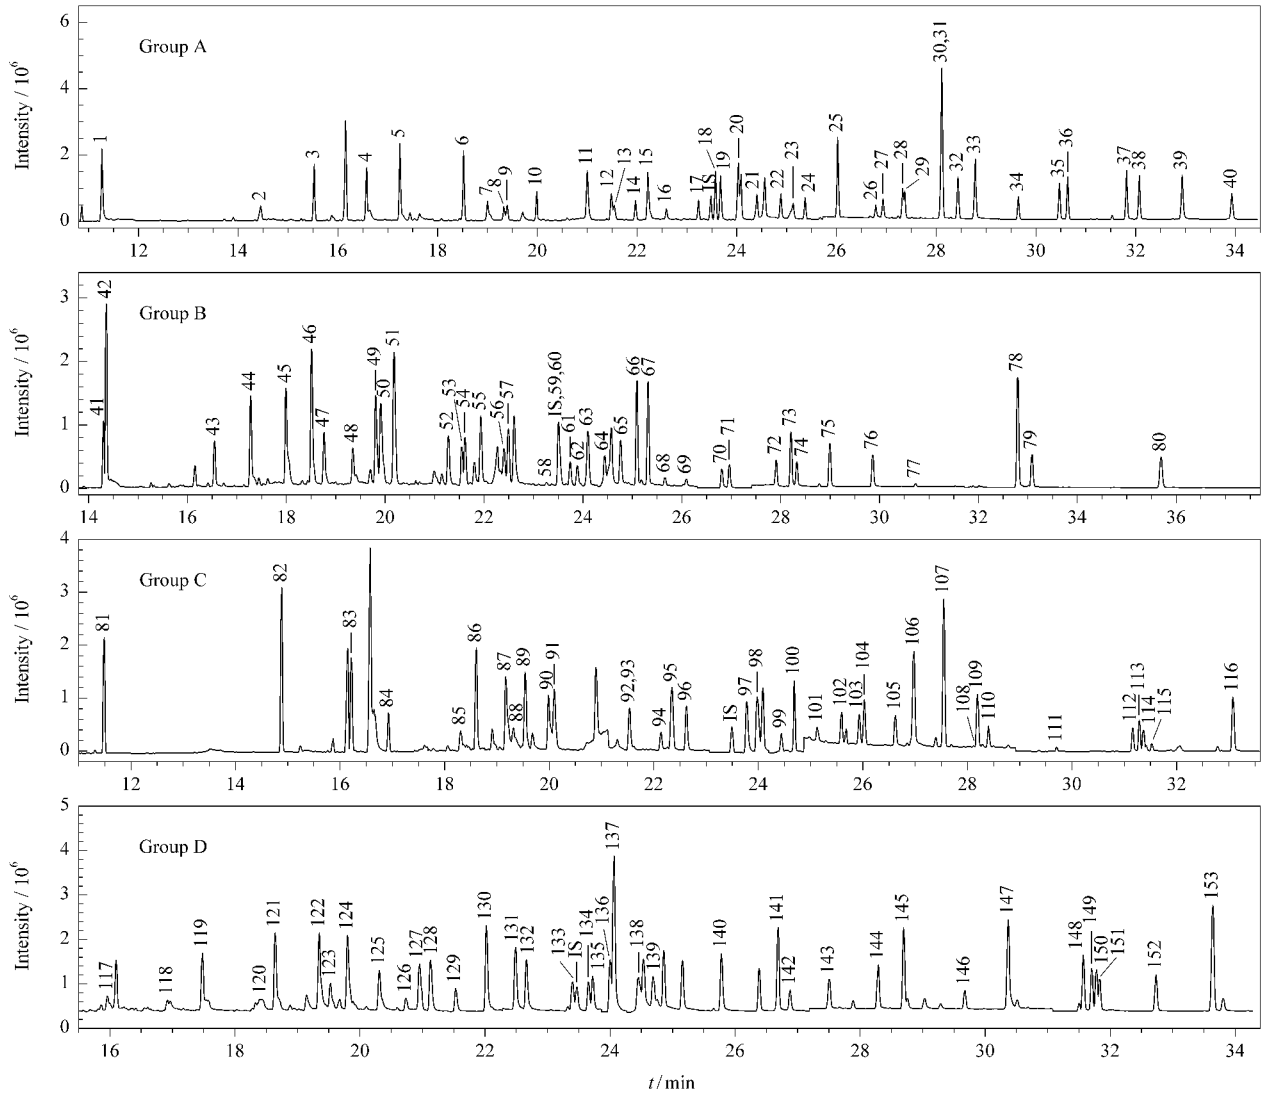 Group A
Intensity / 10⁶
6
4
2
0
1 2 3 4 5 6 7 8 9 10 11 12 13 14 15 16 17 IS 18 19 20 21 22 23 24 25 26 27 28 29 30,31 32 33 34 35 36 37 38 39 40
12 14 16 18 20 22 24 26 28 30 32 34
Group B
Intensity / 10⁶
3
2
1
0
41 42 43 44 45 46 47 48 49 50 51 52 53 54 55 56 57 58 IS,59,60 61 62 63 64 65 66 67 68 69 70 71 72 73 74 75 76 77 78 79 80
14 16 18 20 22 24 26 28 30 32 34 36
Group C
Intensity / 10⁶
4
3
2
1
0
81 82 83 84 85 86 87 88 89 90 91 92,93 94 95 96 IS 97 98 99 100 101 102 103 104 105 106 107 108 109 110 111 112 113 114 115 116
12 14 16 18 20 22 24 26 28 30 32
Group D
Intensity / 10⁶
5
4
3
2
1
0
117 118 119 120 121 122 123 124 125 126 127 128 129 130 131 132 133 IS 134 135 136 137 138 139 140 141 142 143 144 145 146 147 148 149 150 151 152 153
16 18 20 22 24 26 28 30 32 34
t/min